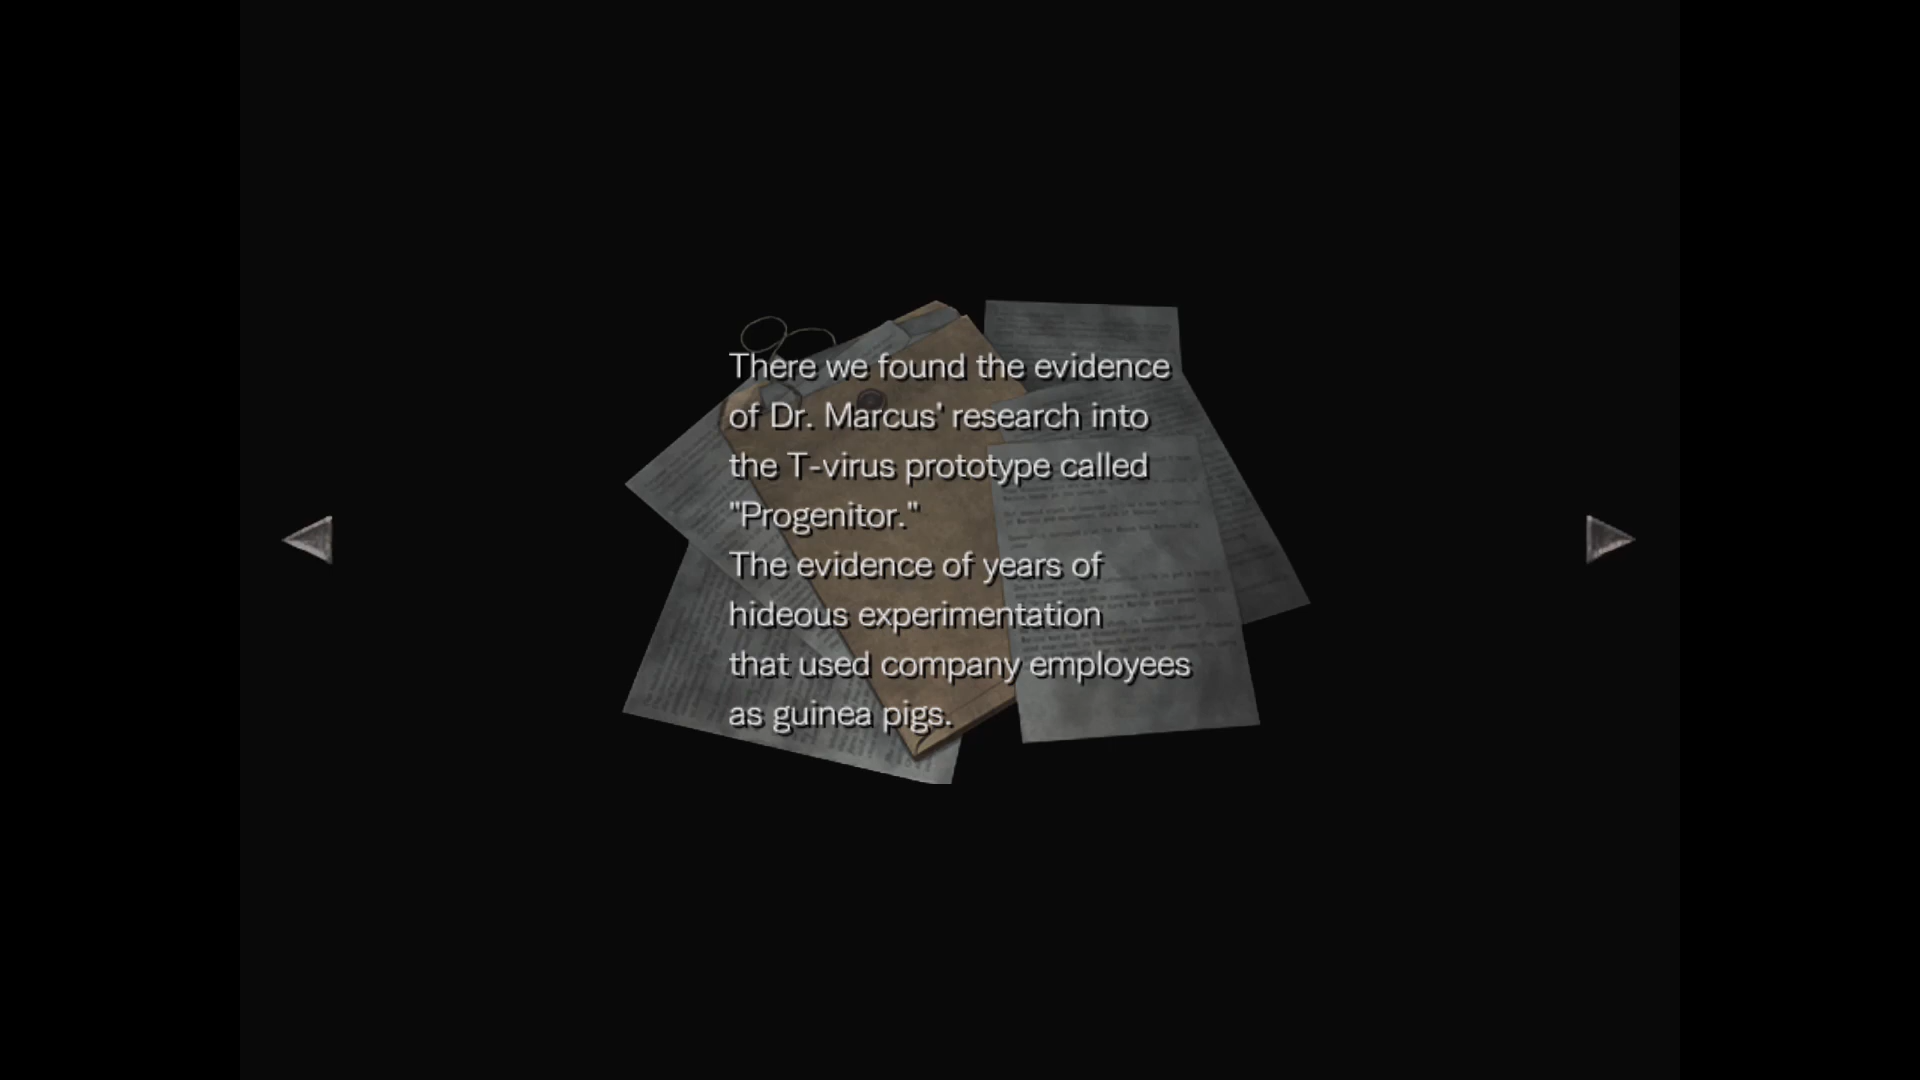 There we found the evidence
of Dr. Marcus' research into
the T-virus prototype called
"Progenitor."
The evidence of years of
hideous experimentation
that used company employees
as guinea pigs.